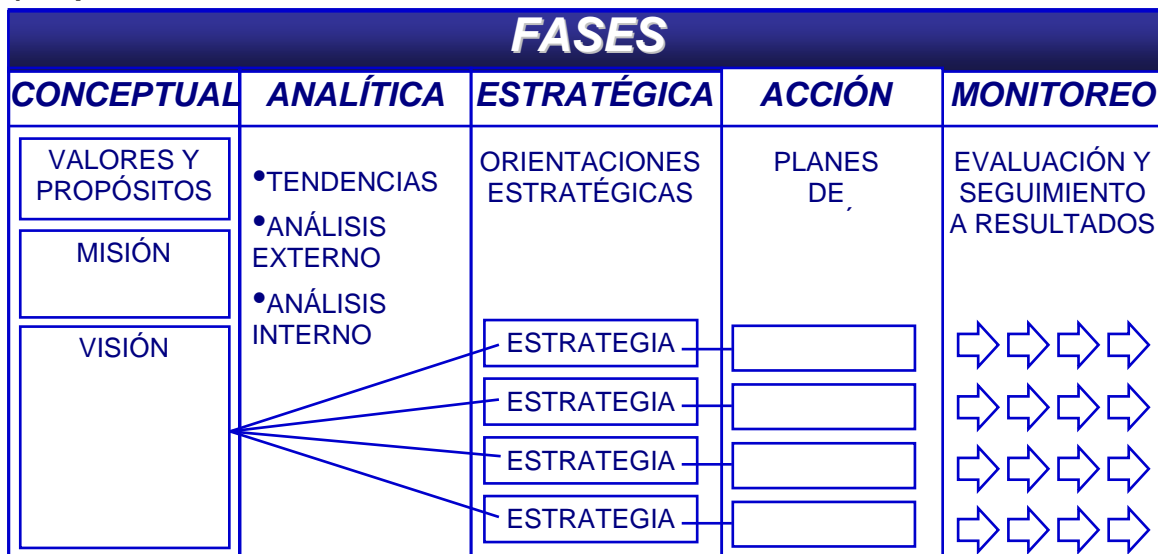 FASES
CONCEPTUAL
ANALÍTICA
ESTRATÉGICA
ACCIÓN
MONITOREO
VALORES Y
PROPÓSITOS
MISIÓN
VISIÓN
•TENDENCIAS
•ANÁLISIS
EXTERNO
•ANÁLISIS
INTERNO
ORIENTACIONES
ESTRATÉGICAS
ESTRATEGIA
ESTRATEGIA
ESTRATEGIA
ESTRATEGIA
PLANES
DE
EVALUACIÓN Y
SEGUIMIENTO
A RESULTADOS